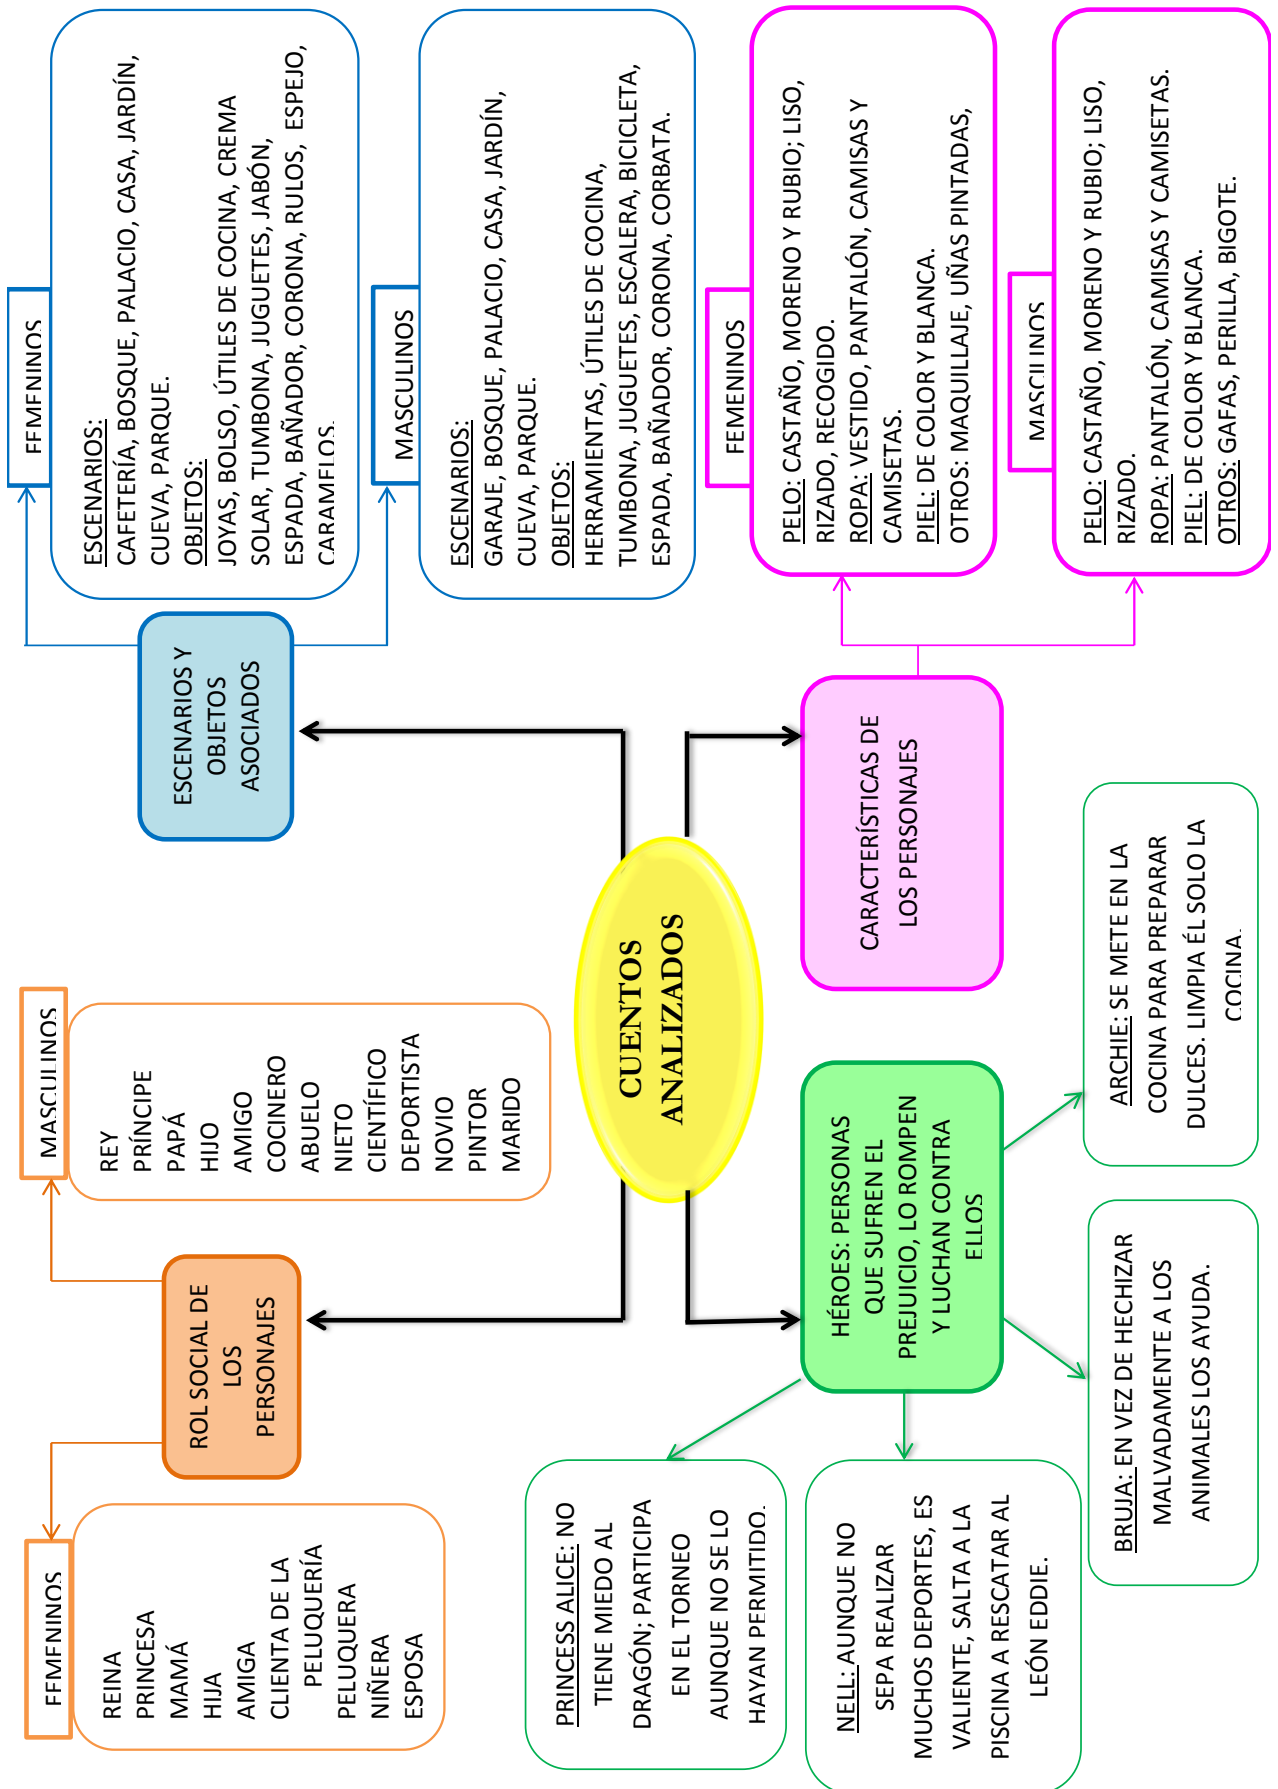 FEMENINOS
REINA
PRINCESA
MAMÁ
HIJA
AMIGA
CLIENTA DE LA
PELUQUERÍA
PELUQUERA
NIÑERA
ESPOSA
ROL SOCIAL DE
LOS
PERSONAJES
MASCULINOS
REY
PRÍNCIPE
PAPÁ
HIJO
AMIGO
COCINERO
ABUELO
NIETO
CIENTÍFICO
DEPORTISTA
NOVIO
PINTOR
MARIDO
ESCENARIOS Y
OBJETOS
ASOCIADOS
FEMENINOS
ESCENARIOS:
CAFETERÍA, BOSQUE, PALACIO, CASA, JARDÍN,
CUEVA, PARQUE.
OBJETOS:
JOYAS, BOLSO, ÚTILES DE COCINA, CREMA
SOLAR, TUMBONA, JUGUETES, JABÓN,
ESPADA, BAÑADOR, CORONA, RULOS, ESPEJO,
CARAMELOS.
MASCULINOS
ESCENARIOS:
GARAJE, BOSQUE, PALACIO, CASA, JARDÍN,
CUEVA, PARQUE.
OBJETOS:
HERRAMIENTAS, ÚTILES DE COCINA,
TUMBONA, JUGUETES, ESCALERA, BICICLETA,
ESPADA, BAÑADOR, CORONA, CORBATA.
CUENTOS
ANALIZADOS
PRINCESS ALICE: NO
TIENE MIEDO AL
DRAGÓN; PARTICIPA
EN EL TORNEO
AUNQUE NO SE LO
HAYAN PERMITIDO.
NELL: AUNQUE NO
SEPA REALIZAR
MUCHOS DEPORTES, ES
VALIENTE, SALTA A LA
PISCINA A RESCATAR AL
LEÓN EDDIE.
HÉROES: PERSONAS
QUE SUFREN EL
PREJUICIO, LO ROMPEN
Y LUCHAN CONTRA
ELLOS
BRUJA: EN VEZ DE HECHIZAR
MALVADAMENTE A LOS
ANIMALES LOS AYUDA.
ARCHIE: SE METE EN LA
COCINA PARA PREPARAR
DULCES. LIMPIA ÉL SOLO LA
COCINA.
CARACTERÍSTICAS DE
LOS PERSONAJES
FEMENINOS
PELO: CASTAÑO, MORENO Y RUBIO; LISO,
RIZADO, RECOGIDO.
ROPA: VESTIDO, PANTALÓN, CAMISAS Y
CAMISETAS.
PIEL: DE COLOR Y BLANCA.
OTROS: MAQUILLAJE, UÑAS PINTADAS,
MASCULINOS
PELO: CASTAÑO, MORENO Y RUBIO; LISO,
RIZADO.
ROPA: PANTALÓN, CAMISAS Y CAMISETAS.
PIEL: DE COLOR Y BLANCA.
OTROS: GAFAS, PERILLA, BIGOTE.